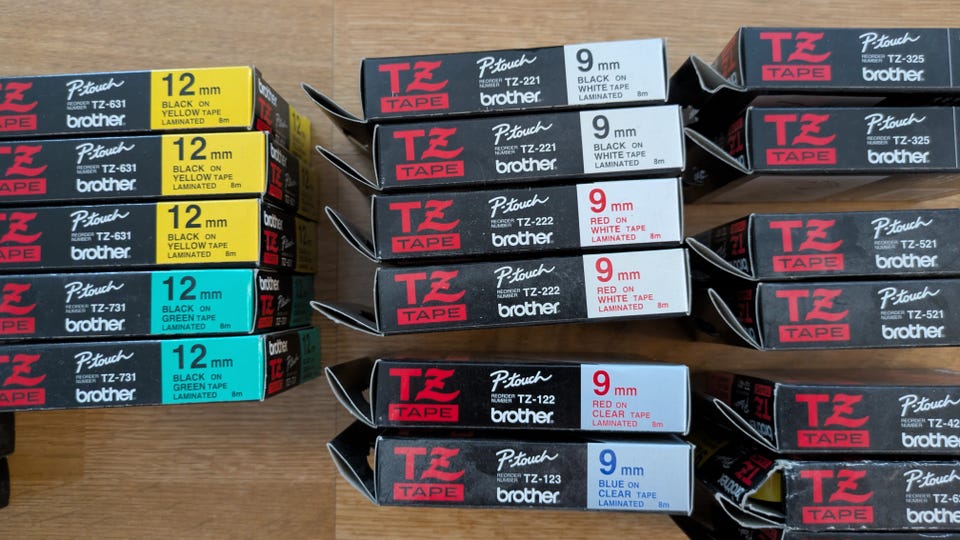 TZ TAPE P-touch REORDER NUMBER TZ-631 brother 12 mm BLACK ON YELLOW TAPE LAMINATED 8m
brother
TZ TAPE P-touch REORDER NUMBER TZ-631 brother 12 mm BLACK ON YELLOW TAPE LAMINATED 8m
TZ TAPE P-touch REORDER NUMBER TZ-631 brother 12 mm BLACK ON YELLOW TAPE LAMINATED 8m
TZ TAPE P-touch REORDER NUMBER TZ-731 brother 12 mm BLACK ON GREEN TAPE LAMINATED 8m
brother
TZ TAPE P-touch REORDER NUMBER TZ-731 brother 12 mm BLACK ON GREEN TAPE LAMINATED 8m
brother
TZ TAPE P-touch REORDER NUMBER TZ-221 brother 9 mm BLACK ON WHITE TAPE LAMINATED 8m
TZ TAPE P-touch REORDER NUMBER TZ-221 brother 9 mm BLACK ON WHITE TAPE LAMINATED 8m
TZ TAPE P-touch REORDER NUMBER TZ-222 brother 9 mm RED ON WHITE TAPE LAMINATED 8m
TZ TAPE P-touch REORDER NUMBER TZ-222 brother 9 mm RED ON WHITE TAPE LAMINATED 8m
TZ TAPE P-touch REORDER NUMBER TZ-122 brother 9 mm RED ON CLEAR TAPE LAMINATED 8m
TZ TAPE P-touch REORDER NUMBER TZ-123 brother 9 mm BLUE ON CLEAR TAPE LAMINATED 8m
TZ TAPE P-touch REORDER NUMBER TZ-325 brother
TZ TAPE P-touch REORDER NUMBER TZ-325 brother
TZ TAPE P-touch REORDER NUMBER TZ-521 brother
TZ TAPE P-touch REORDER NUMBER TZ-521 brother
TZ TAPE P-touch REORDER NUMBER TZ-42 brother
TZ TAPE P-touch REORDER NUMBER TZ-6 brother